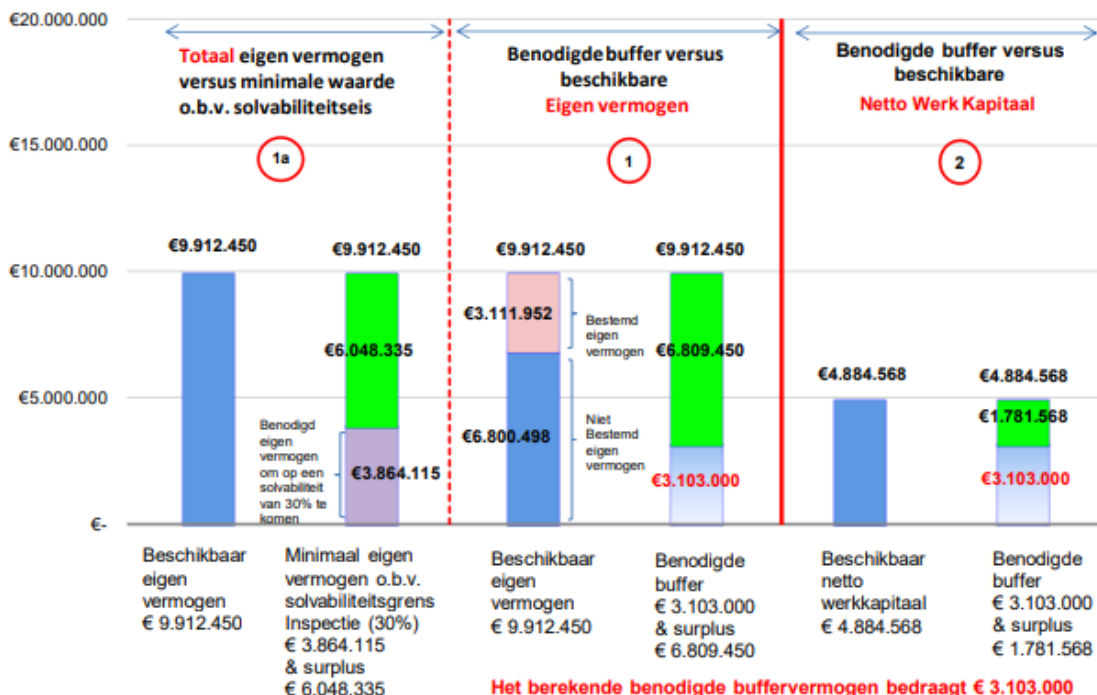 €20.000.000
€15.000.000
€10.000.000
€5.000.000
€-
Totaal eigen vermogen
versus minimale waarde
o.b.v. solvabiliteitseis
1a
€9.912.450
€9.912.450
€6.048.335
€3.864.115
Benodigd
eigen
vermogen
om op een
solvabiliteit
van 30% te
komen
Benodigde buffer versus
beschikbare
Eigen vermogen
1
€9.912.450
€9.912.450
€3.111.952
€6.809.450
€6.800.498
€3.103.000
Bestemd
eigen
vermogen
Niet
Bestemd
eigen
vermogen
Benodigde buffer versus
beschikbare
Netto Werk Kapitaal
2
€4.884.568
€4.884.568
€1.781.568
€3.103.000
Beschikbaar
eigen
vermogen
€ 9.912.450
Minimaal eigen
vermogen o.b.v.
solvabiliteitsgrens
Inspectie (30%)
€ 3.864.115
& surplus
€ 6.048.335
Beschikbaar
eigen
vermogen
€ 9.912.450
Benodigde
buffer
€ 3.103.000
& surplus
€ 6.809.450
Beschikbaar
netto
werkkapitaal
€ 4.884.568
Benodigde
buffer
€ 3.103.000
& surplus
€ 1.781.568
Het berekende benodigde buffervermogen bedraagt € 3.103.000